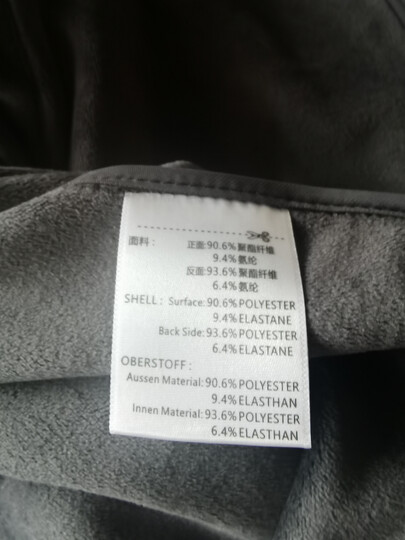 面料: 正面:90.6%聚酯纤维
9.4%氨纶
反面:93.6%聚酯纤维
6.4%氨纶
SHELL: Surface:90.6%POLYESTER
9.4%ELASTANE
Back Side:93.6%POLYESTER
6.4%ELASTANE
OBERSTOFF:
Aussen Material:90.6%POLYESTER
9.4%ELASTHAN
Innen Material:93.6%POLYESTER
6.4%ELASTHAN